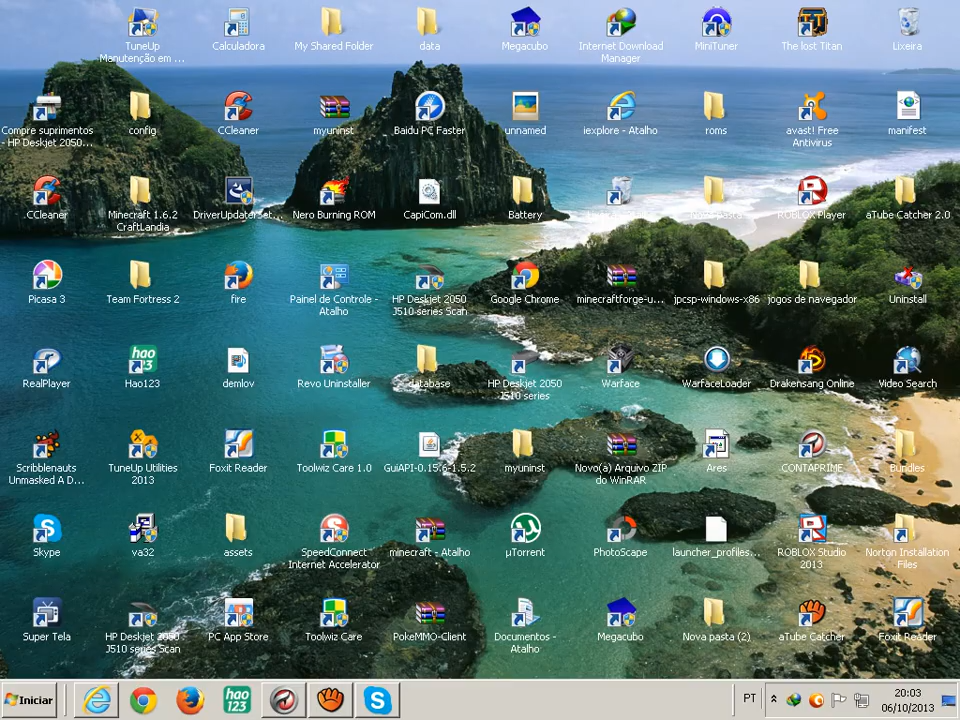 TuneUp
Manutenção em ...
Calculadora
My Shared Folder
data
Megacubo
Internet Download
Manager
MiniTuner
The lost Titan
Lixeira
Compre suprimentos
- HP Deskjet 2050...
config
CCleaner
myuninst
Baidu PC Faster
unnamed
iexplore - Atalho
roms
avast! Free
Antivirus
manifest
CCleaner
Minecraft 1.6.2
CraftLandia
DriverUpdaterSet...
Nero Burning ROM
CapiCom.dll
Battery
Nova pasta
ROBLOX Player
aTube Catcher 2.0
Picasa 3
Team Fortress 2
fire
Painel de Controle -
Atalho
HP Deskjet 2050
J510 series Scan
Google Chrome
minecraftforge-u...
jpcsp-windows-x86
jogos de navegador
Uninstall
RealPlayer
hao
123
Hao123
demlov
Revo Uninstaller
database
HP Deskjet 2050
J510 series
Warface
WarfaceLoader
Drakensang Online
Video Search
Scribblenauts
Unmasked A D...
TuneUp Utilities
2013
Foxit Reader
Toolwiz Care 1.0
GuiAPI-0.15.6-1.5.2
myuninst
Novo(a) Arquivo ZIP
do WinRAR
Ares
CONTAPRIME
Bundles
Skype
va32
assets
SpeedConnect
Internet Accelerator
minecraft - Atalho
µTorrent
PhotoScape
launcher_profiles...
ROBLOX Studio
2013
Norton Installation
Files
Super Tela
HP Deskjet 2050
J510 series Scan
PC App Store
Toolwiz Care
PokeMMO-Client
Documentos -
Atalho
Megacubo
Nova pasta (2)
aTube Catcher
Foxit Reader
Iniciar
hao
123
PT
20:03
06/10/2013